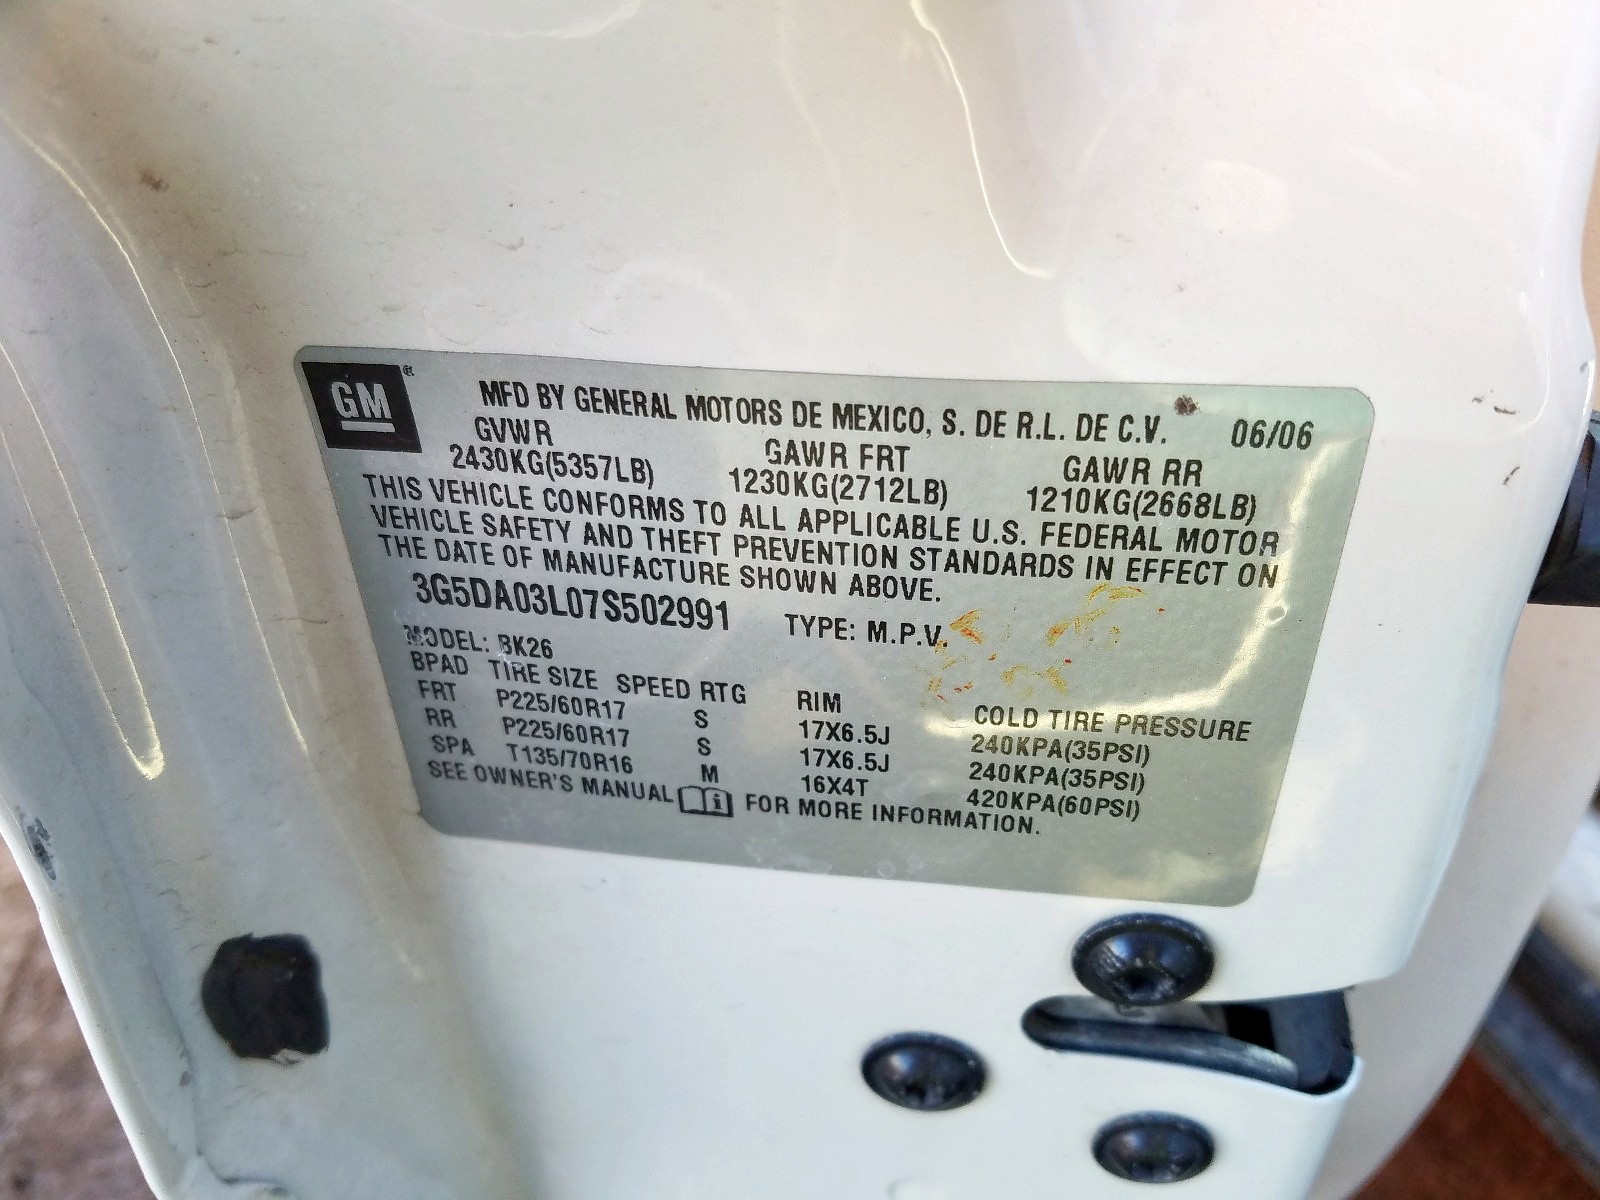 GM®
MFD BY GENERAL MOTORS DE MEXICO, S. DE R.L. DE C.V. 06/06
GVWR GAWR FRT GAWR RR
2430KG(5357LB) 1230KG(2712LB) 1210KG(2668LB)
THIS VEHICLE CONFORMS TO ALL APPLICABLE U.S. FEDERAL MOTOR
VEHICLE SAFETY AND THEFT PREVENTION STANDARDS IN EFFECT ON
THE DATE OF MANUFACTURE SHOWN ABOVE.
3G5DA03L07S502991 TYPE: M.P.V.
MODEL: BK26
BPAD TIRE SIZE SPEED RTG RIM COLD TIRE PRESSURE
FRT P225/60R17 S 17X6.5J 240KPA(35PSI)
RR P225/60R17 S 17X6.5J 240KPA(35PSI)
SPA T135/70R16 M 16X4T 420KPA(60PSI)
SEE OWNER'S MANUAL i FOR MORE INFORMATION.